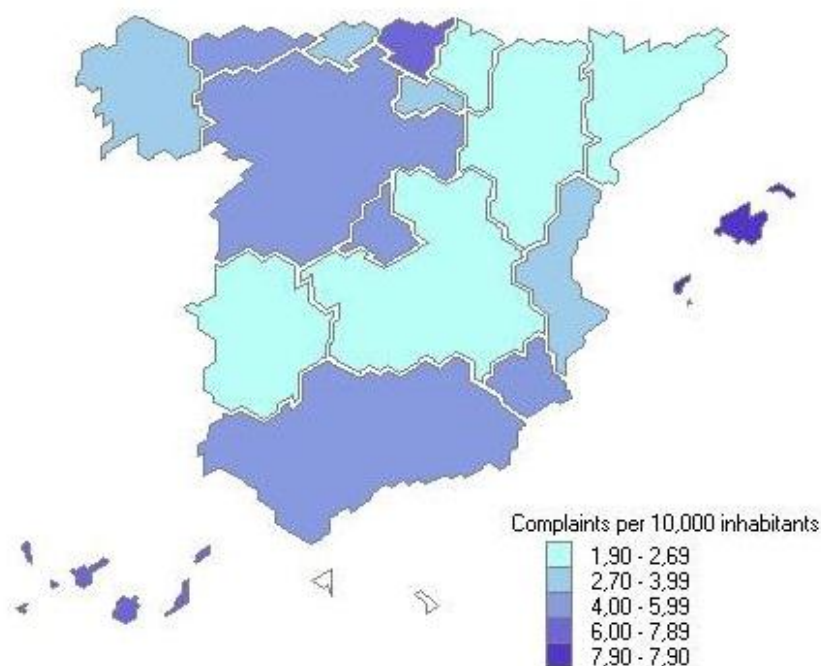 Complaints per 10,000 inhabitants
1,90 - 2,69
2,70 - 3,99
4,00 - 5,99
6,00 - 7,89
7,90 - 7,90